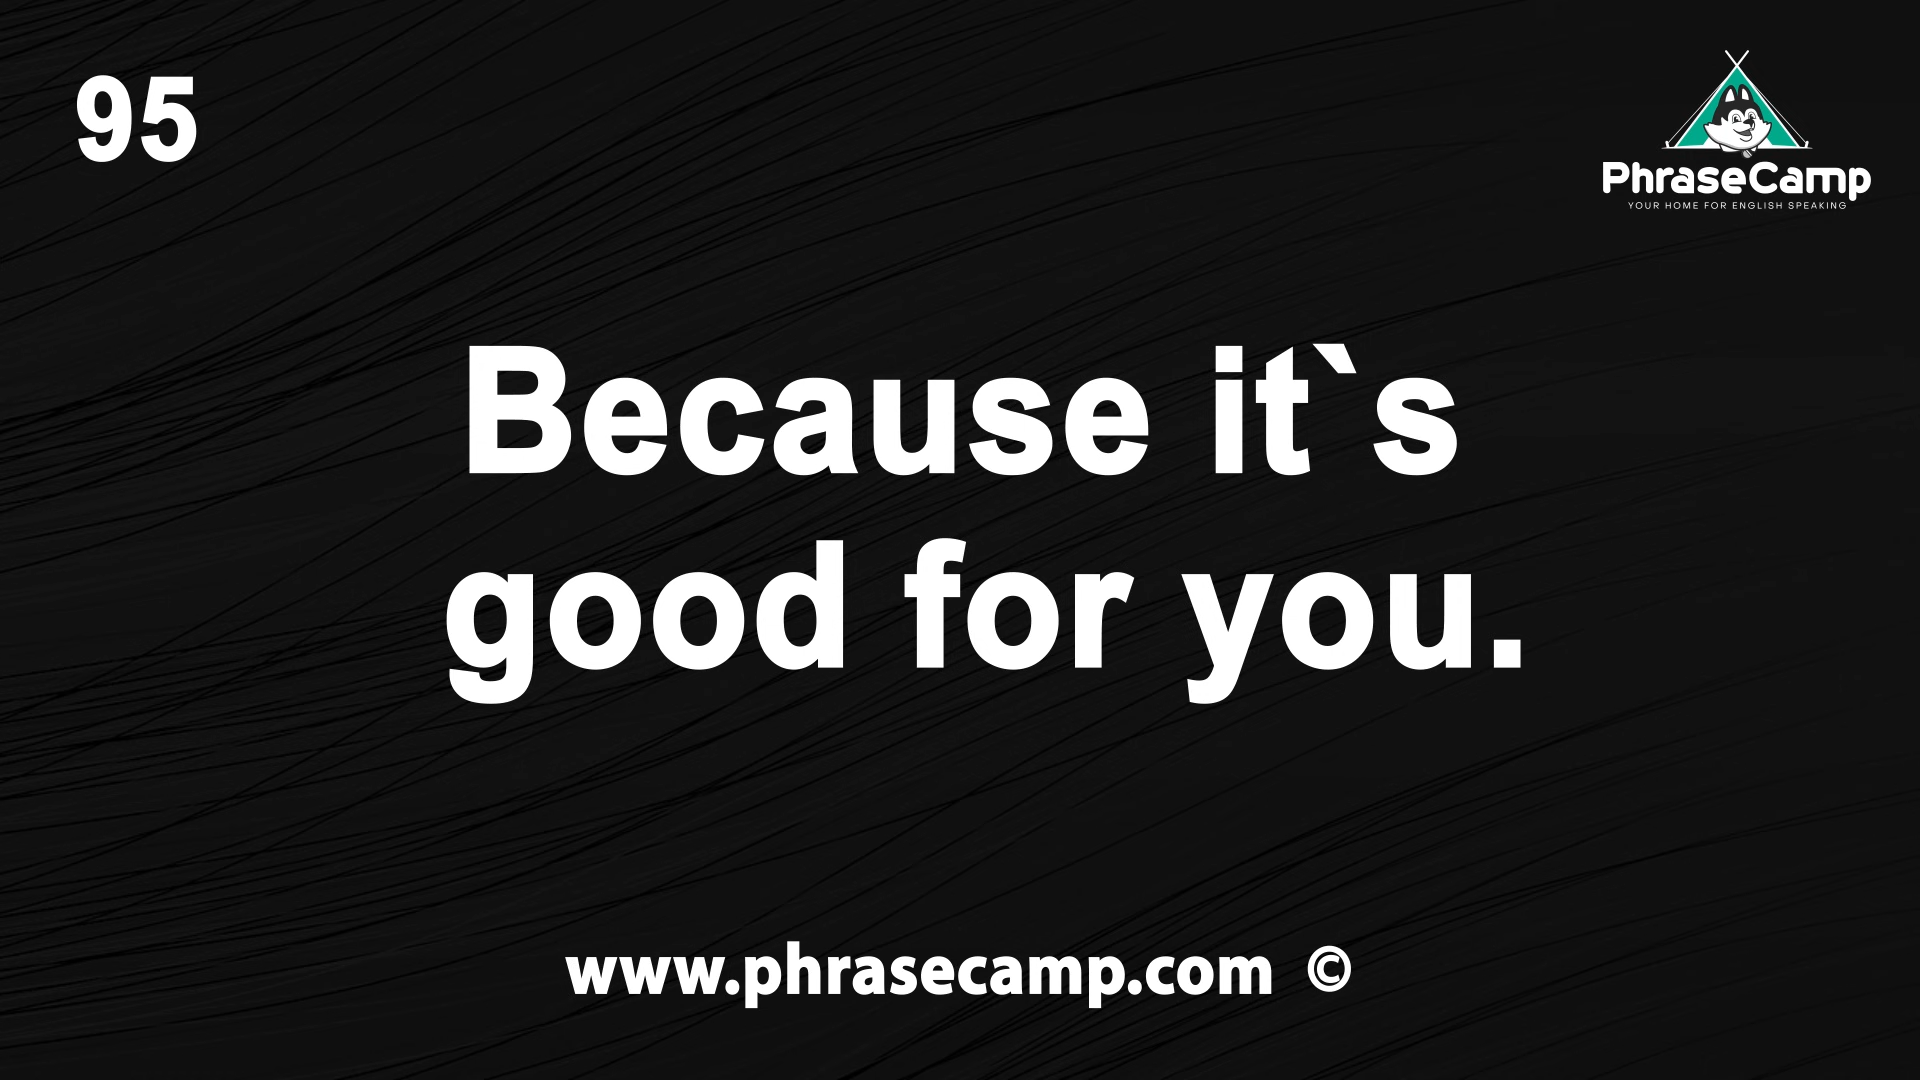 95
PhraseCamp
YOUR HOME FOR ENGLISH SPEAKING
Because it`s
good for you.
www.phrasecamp.com ©